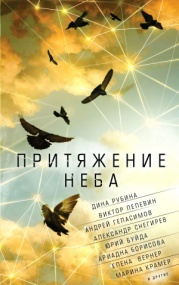 ПРИТЯЖЕНИЕ
НЕБА
ДИНА РУБИНА
ВИКТОР ПЕЛЕВИН
АНДРЕЙ ГЕЛАСИМОВ
АЛЕКСАНДР СНЕГИРЕВ
ЮРИЙ БУЙДА
АРИАДНА БОРИСОВА
ЕЛЕНА ВЕРНЕР
МАРИНА КРАМЕР
И ДРУГИЕ